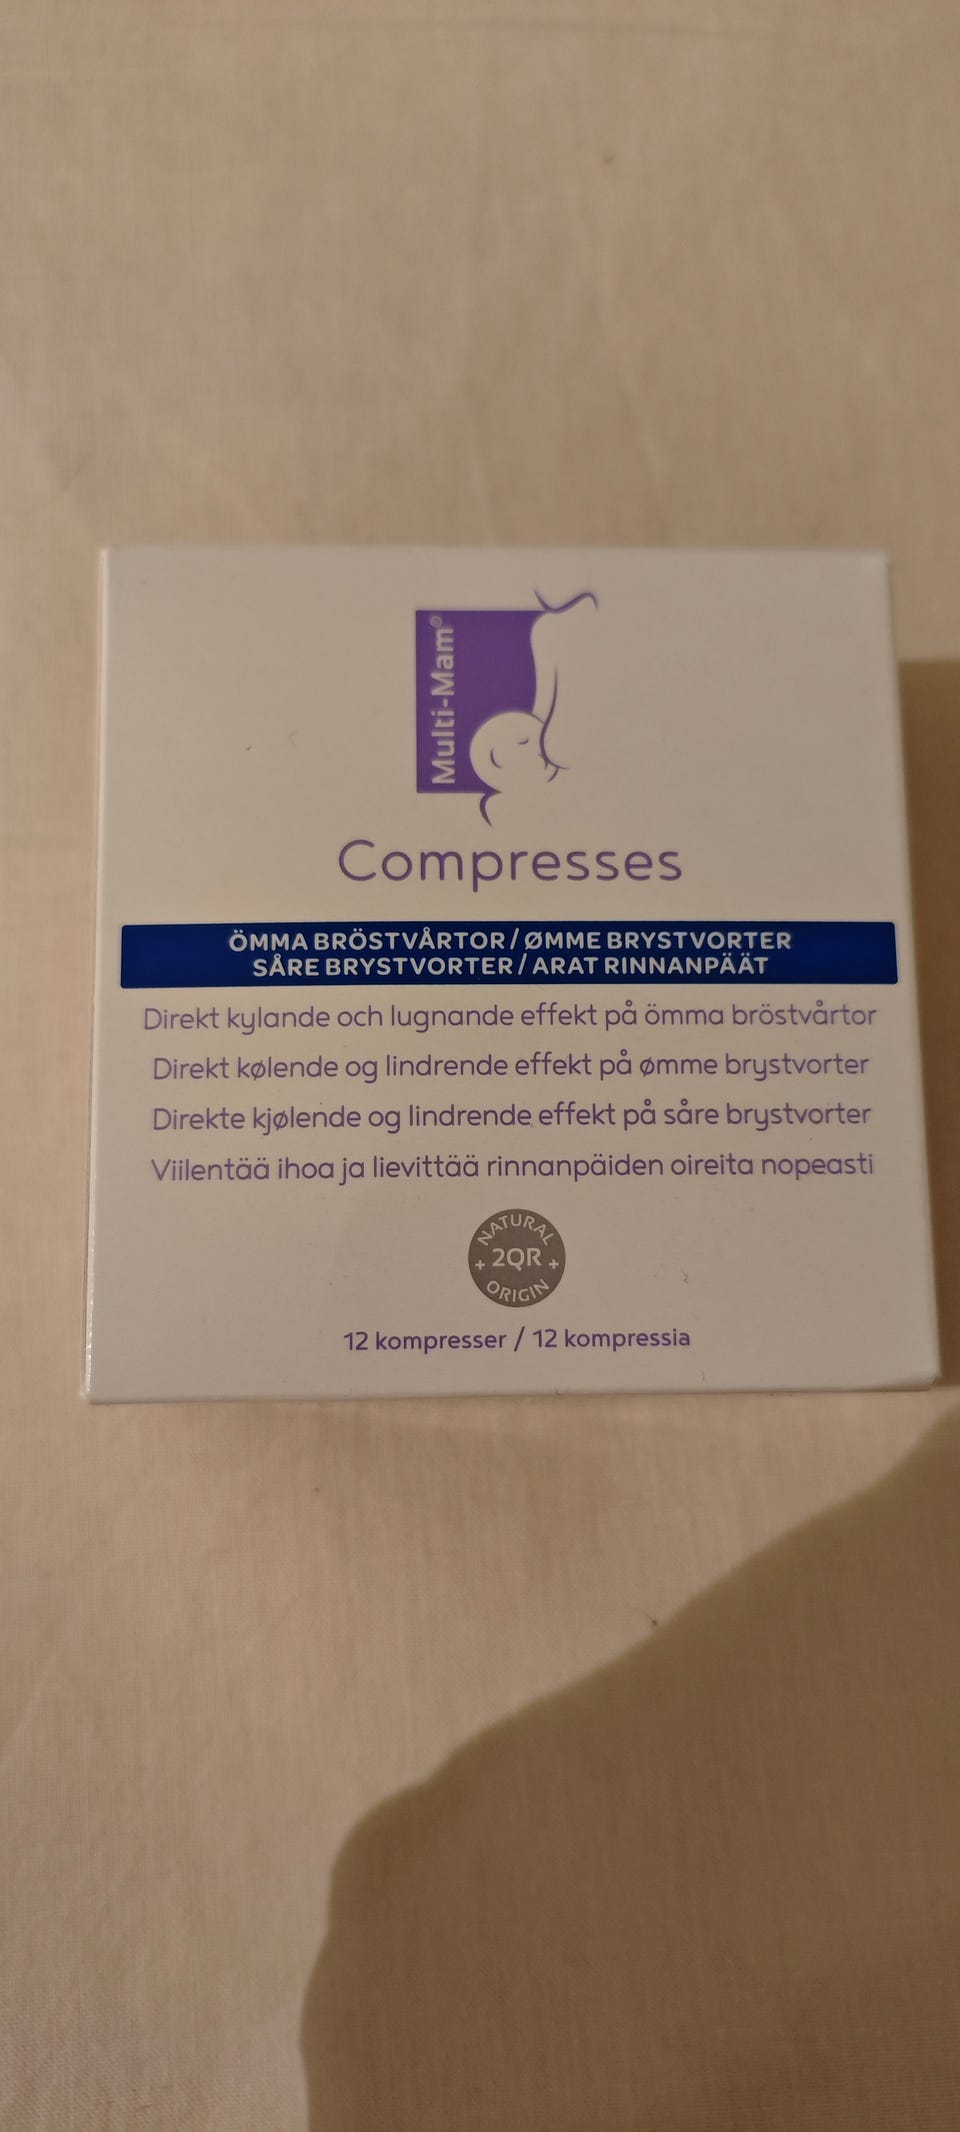 Multi-Mam®
Compresses
ÖMMA BRÖSTVÅRTOR / ØMME BRYSTVORTER
SÅRE BRYSTVORTER / ARAT RINNANPÄÄT
Direkt kylande och lugnande effekt på ömma bröstvårtor
Direkt kølende og lindrende effekt på ømme brystvorter
Direkte kjølende og lindrende effekt på såre brystvorter
Viilentää ihoa ja lievittää rinnanpäiden oireita nopeasti
NATURAL
+ 2QR +
ORIGIN
12 kompresser / 12 kompressia